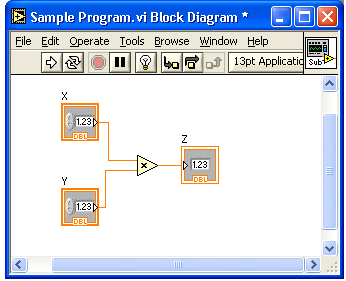 Sample Program.vi Block Diagram *
File Edit Operate Tools Browse Window Help
13pt Applicatio
Sub
X
1.23
DBL
Z
1.23
DBL
Y
1.23
DBL